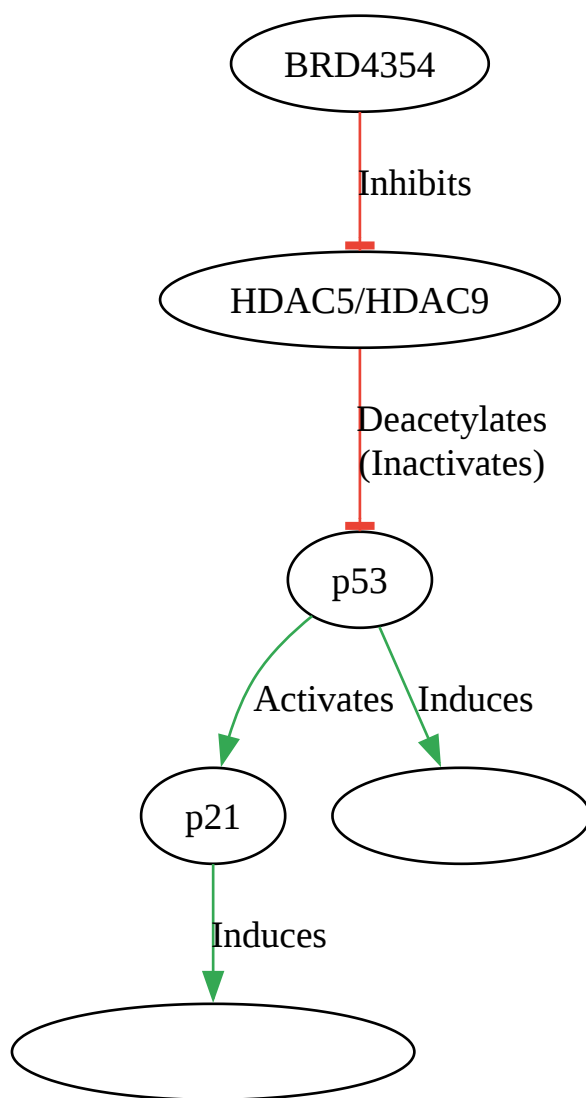 BRD4354
Inhibits
HDAC5/HDAC9
Deacetylates
(Inactivates)
p53
Activates
Induces
p21
Induces